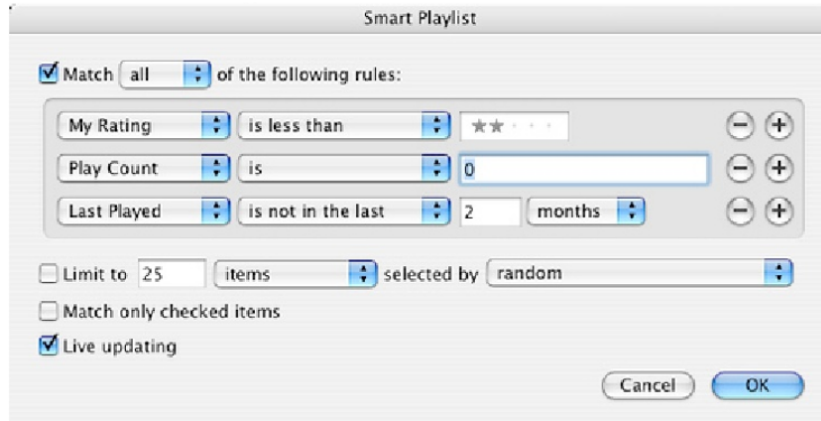 Smart Playlist
Match all of the following rules:
My Rating is less than ★★···
Play Count is 0
Last Played is not in the last 2 months
Limit to 25 items selected by random
Match only checked items
Live updating
Cancel OK